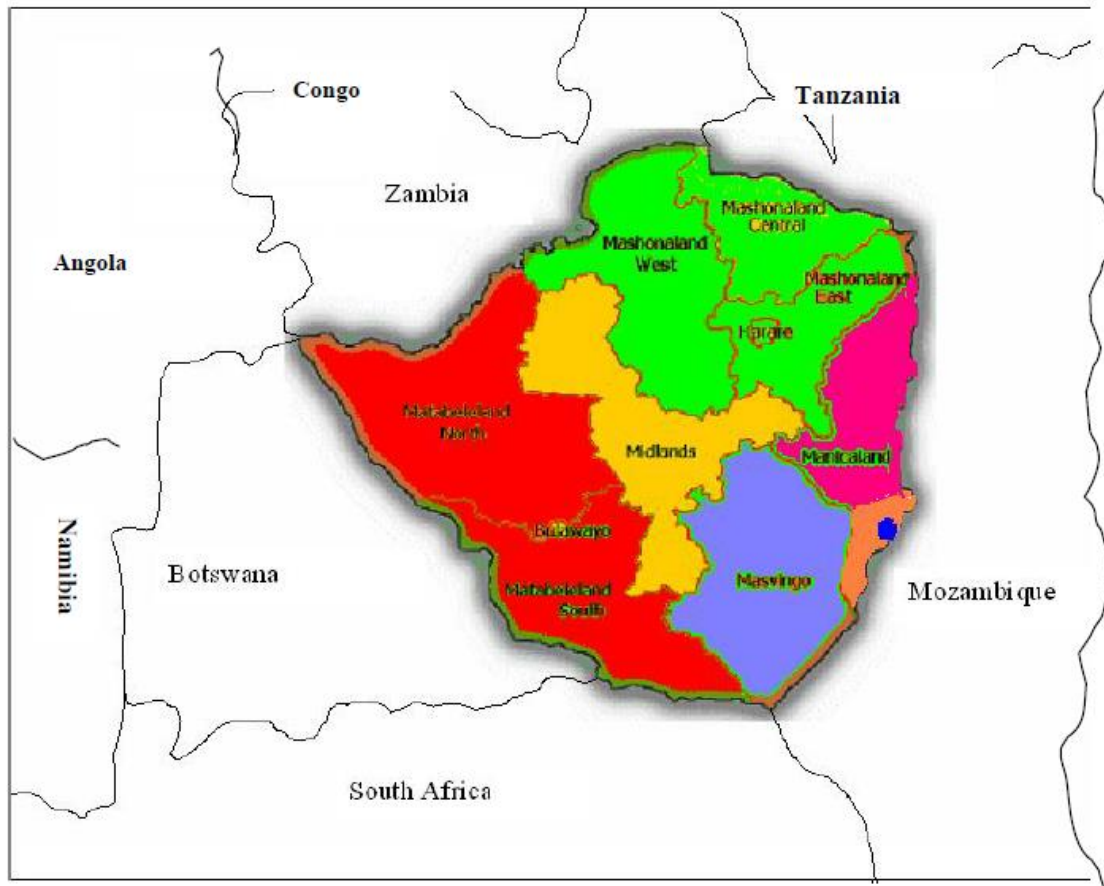 Congo
Tanzania
Zambia
Mashonaland
Central
Mashonaland
West
Angola
Mashonaland
East
Harare
Matabeleland
North
Midlands
Manicaland
Namibia
Bulawayo
Botswana
Masvingo
Matabeleland
South
Mozambique
South Africa